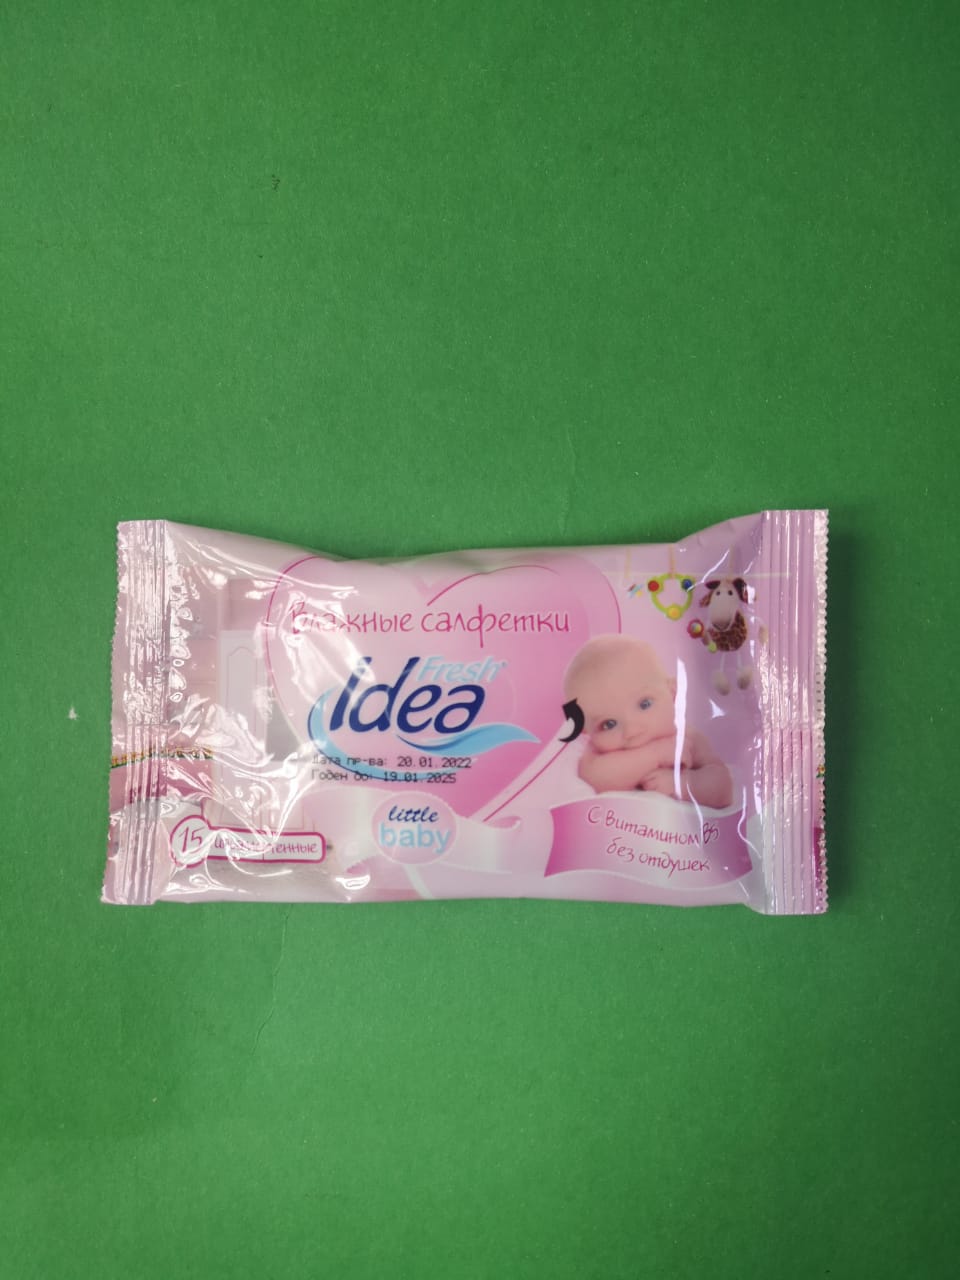 Влажные салфетки
Fresh
Idea
Дата пр-ва: 20.01.2022
Годен до: 19.01.2025
little
baby
15
С витамином B5
без отдушек